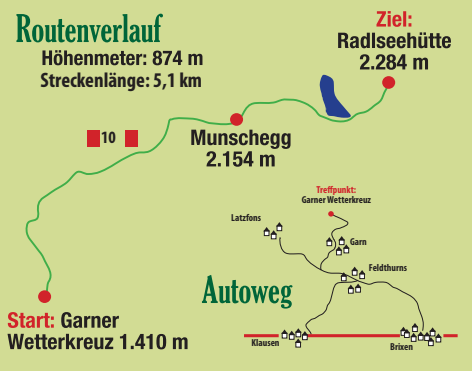 Routenverlauf
Höhenmeter: 874 m
Streckenlänge: 5,1 km
Ziel:
Radlseehütte
2.284 m
10
Munschegg
2.154 m
Start: Garner
Wetterkreuz 1.410 m
Treffpunkt:
Garner Wetterkreuz
Latzfons
Garn
Feldthurns
Autoweg
Klausen
Brixen